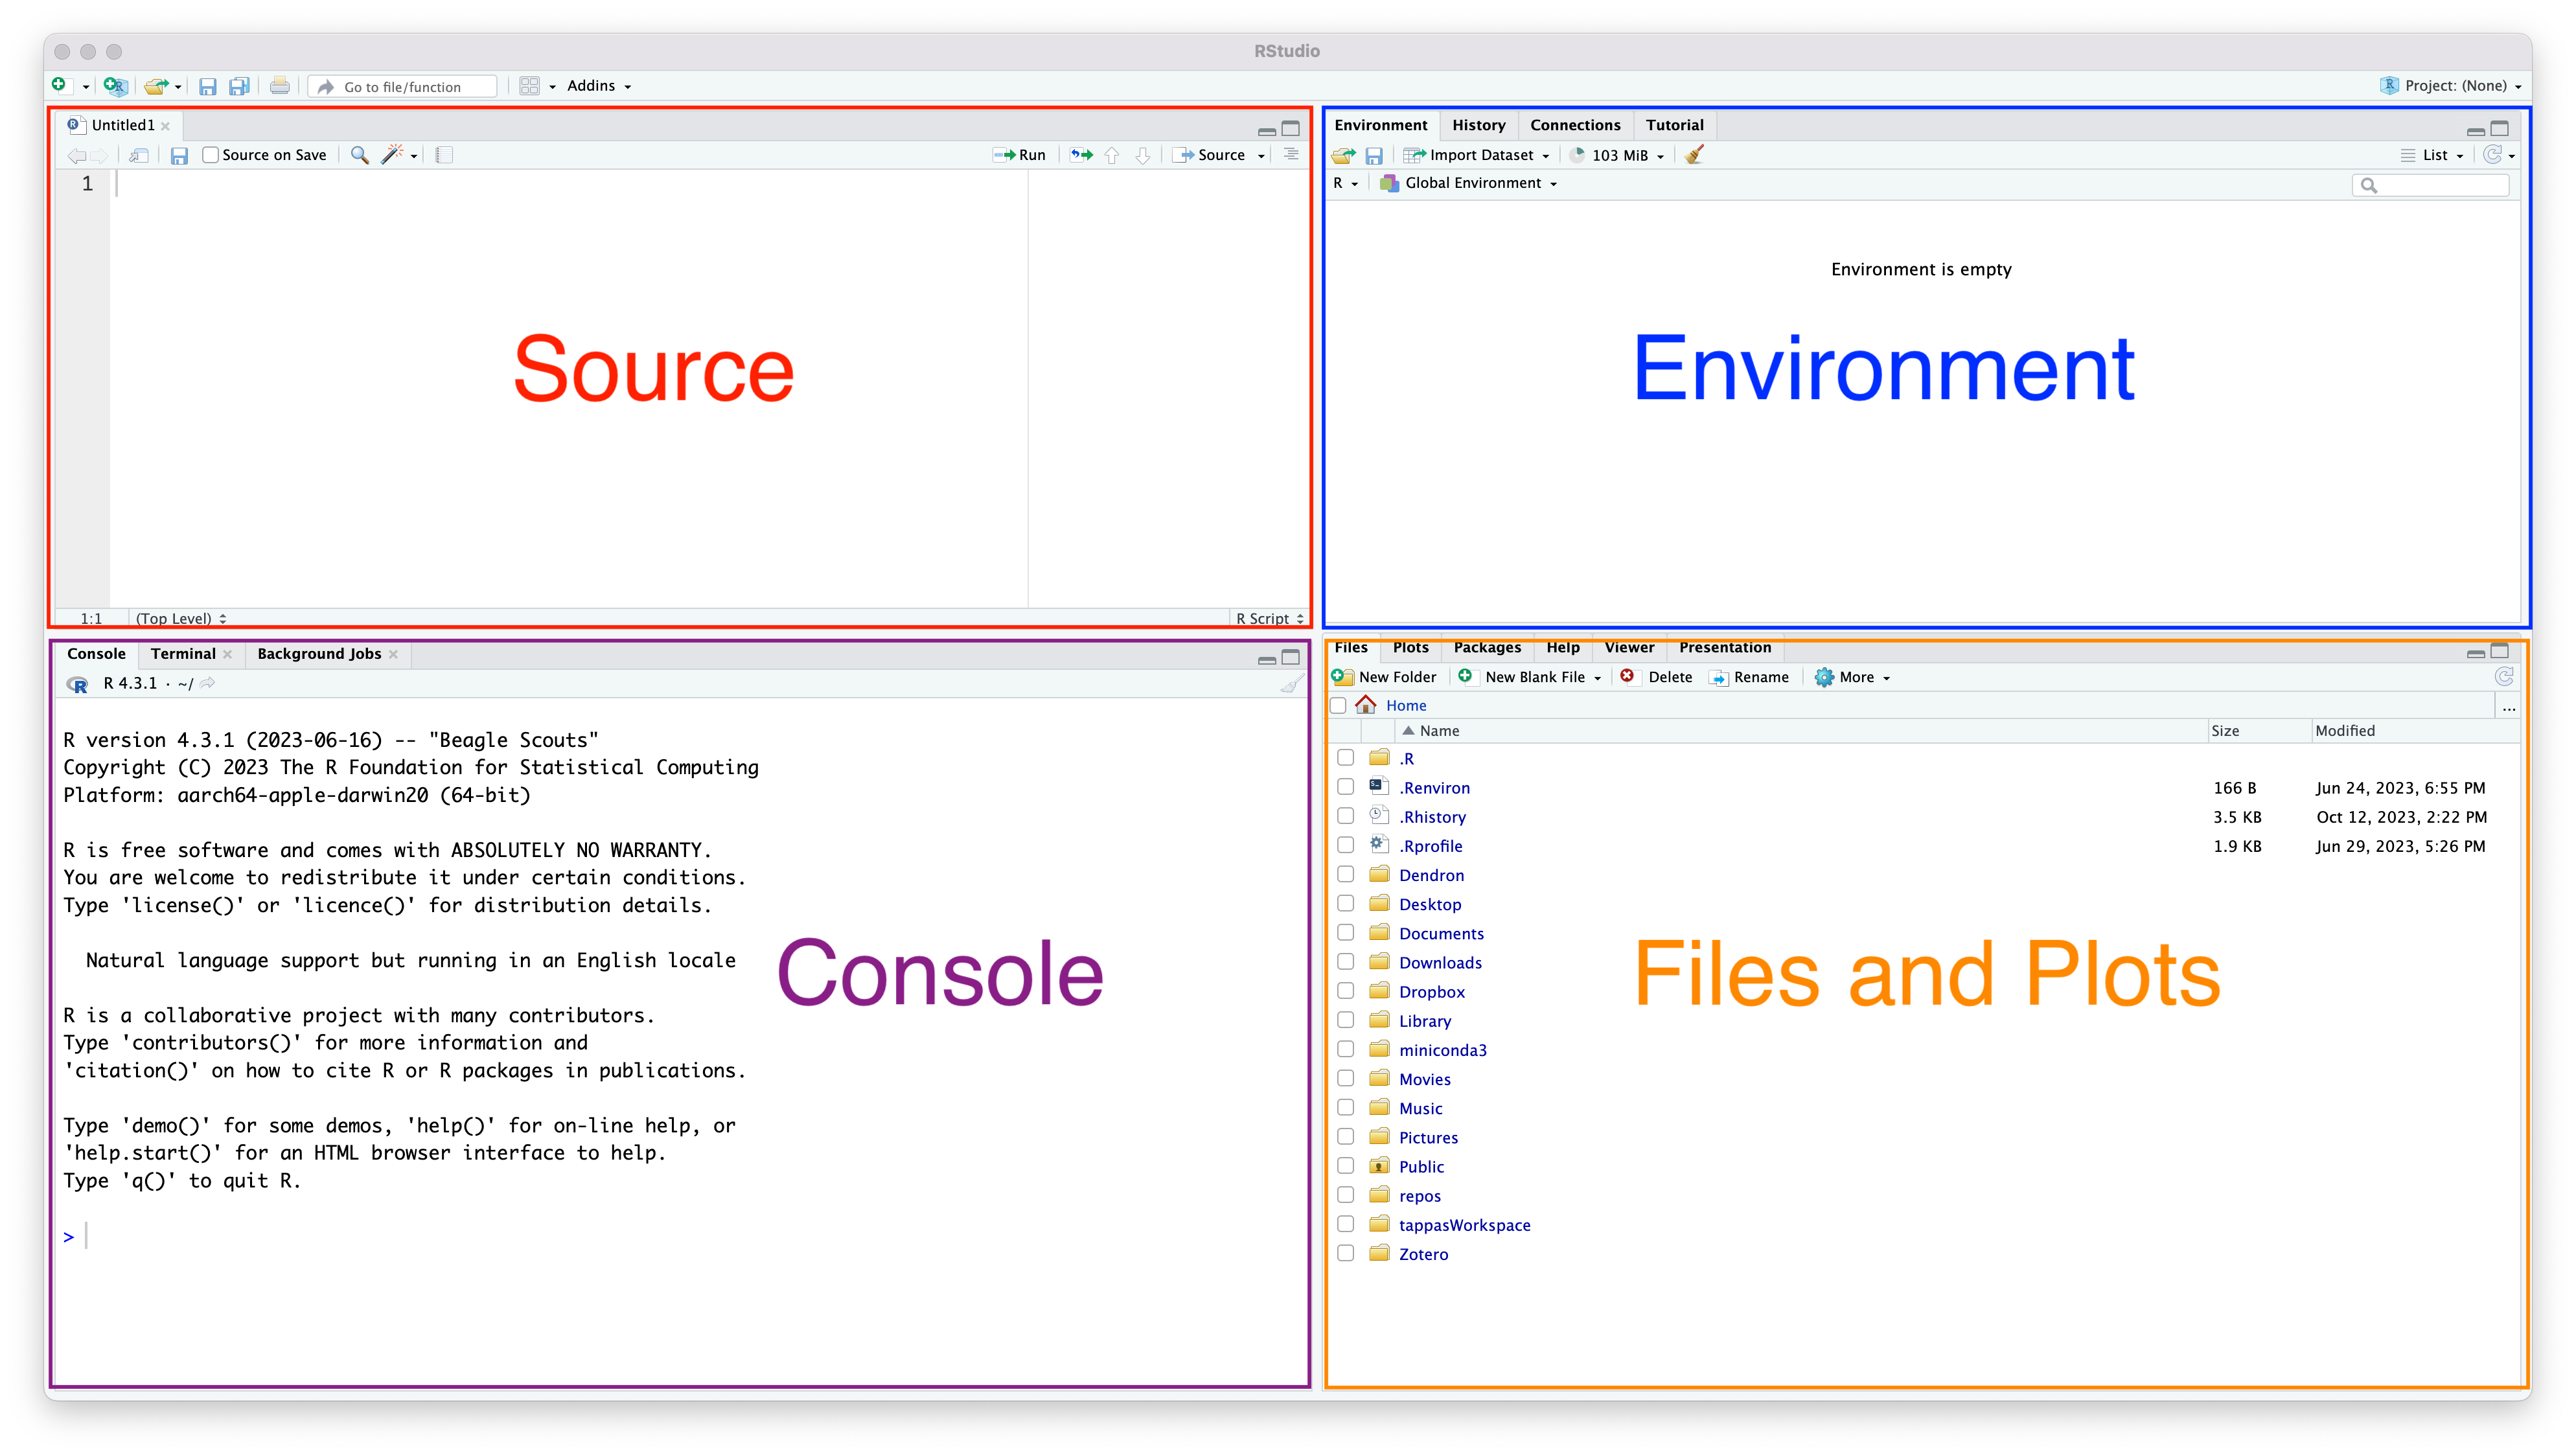 RStudio
Go to file/function
Addins
Project: (None)
Untitled1
Source on Save
Run
Source
1
Source
1:1
(Top Level)
R Script
Environment History Connections Tutorial
Import Dataset
103 MiB
List
R
Global Environment
Environment is empty
Environment
Console Terminal Background Jobs
R 4.3.1 · ~/
R version 4.3.1 (2023-06-16) -- "Beagle Scouts"
Copyright (C) 2023 The R Foundation for Statistical Computing
Platform: aarch64-apple-darwin20 (64-bit)
R is free software and comes with ABSOLUTELY NO WARRANTY.
You are welcome to redistribute it under certain conditions.
Type 'license()' or 'licence()' for distribution details.
Natural language support but running in an English locale
R is a collaborative project with many contributors.
Type 'contributors()' for more information and
'citation()' on how to cite R or R packages in publications.
Type 'demo()' for some demos, 'help()' for on-line help, or
'help.start()' for an HTML browser interface to help.
Type 'q()' to quit R.
>
Console
Files Plots Packages Help Viewer Presentation
New Folder New Blank File Delete Rename More
Home
...
Name Size Modified
.R
.Renviron 166 B Jun 24, 2023, 6:55 PM
.Rhistory 3.5 KB Oct 12, 2023, 2:22 PM
.Rprofile 1.9 KB Jun 29, 2023, 5:26 PM
Dendron
Desktop
Documents
Downloads
Dropbox
Library
miniconda3
Movies
Music
Pictures
Public
repos
tappasWorkspace
Zotero
Files and Plots